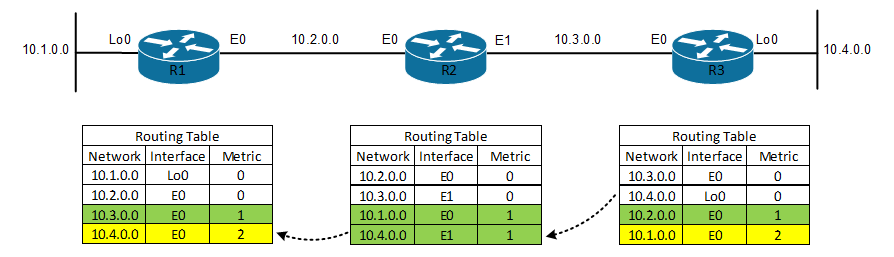 Lo0 E0 10.2.0.0 E0 E1 10.3.0.0 E0 Lo0
10.1.0.0 10.4.0.0
R1 R2 R3
Routing Table
Network Interface Metric
10.1.0.0 Lo0 0
10.2.0.0 E0 0
10.3.0.0 E0 1
10.4.0.0 E0 2
Routing Table
Network Interface Metric
10.2.0.0 E0 0
10.3.0.0 E1 0
10.1.0.0 E0 1
10.4.0.0 E1 1
Routing Table
Network Interface Metric
10.3.0.0 E0 0
10.4.0.0 Lo0 0
10.2.0.0 E0 1
10.1.0.0 E0 2